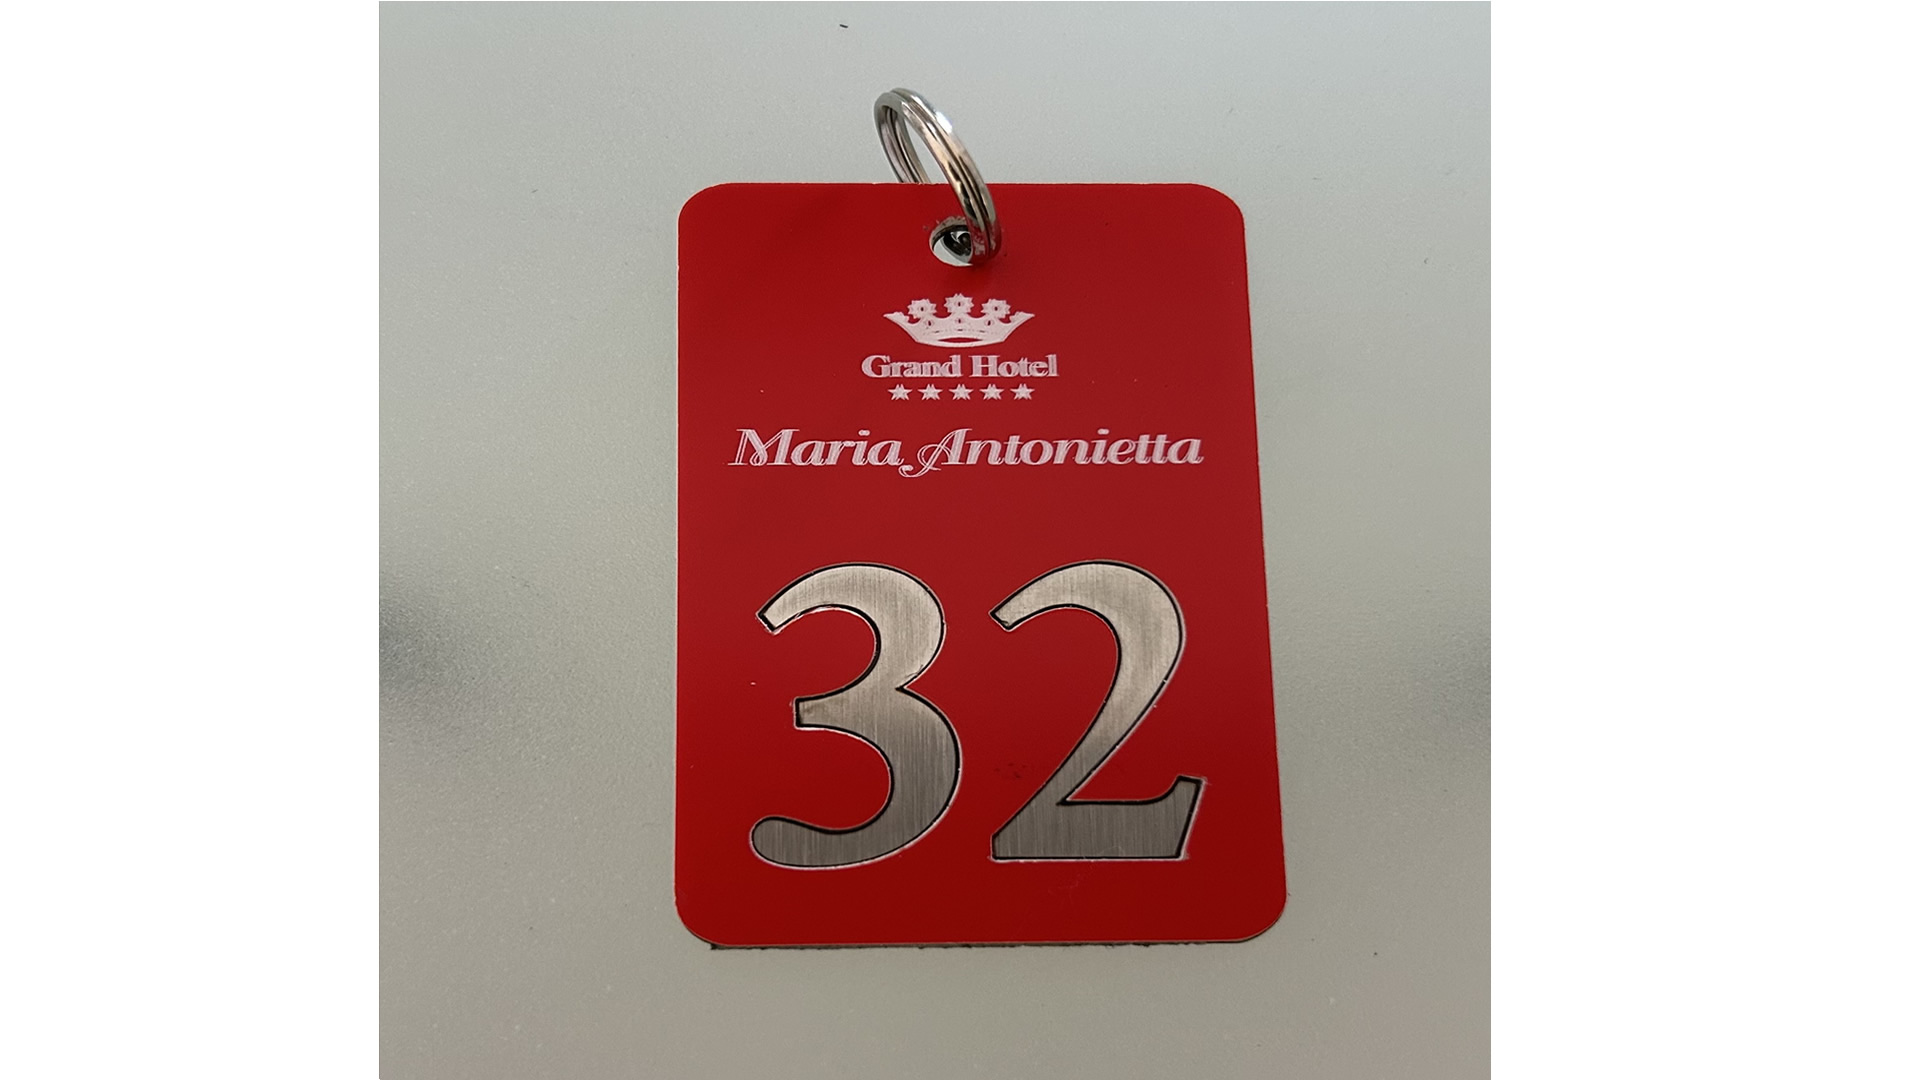 Grand Hotel
★★★★★
Maria Antonietta
32